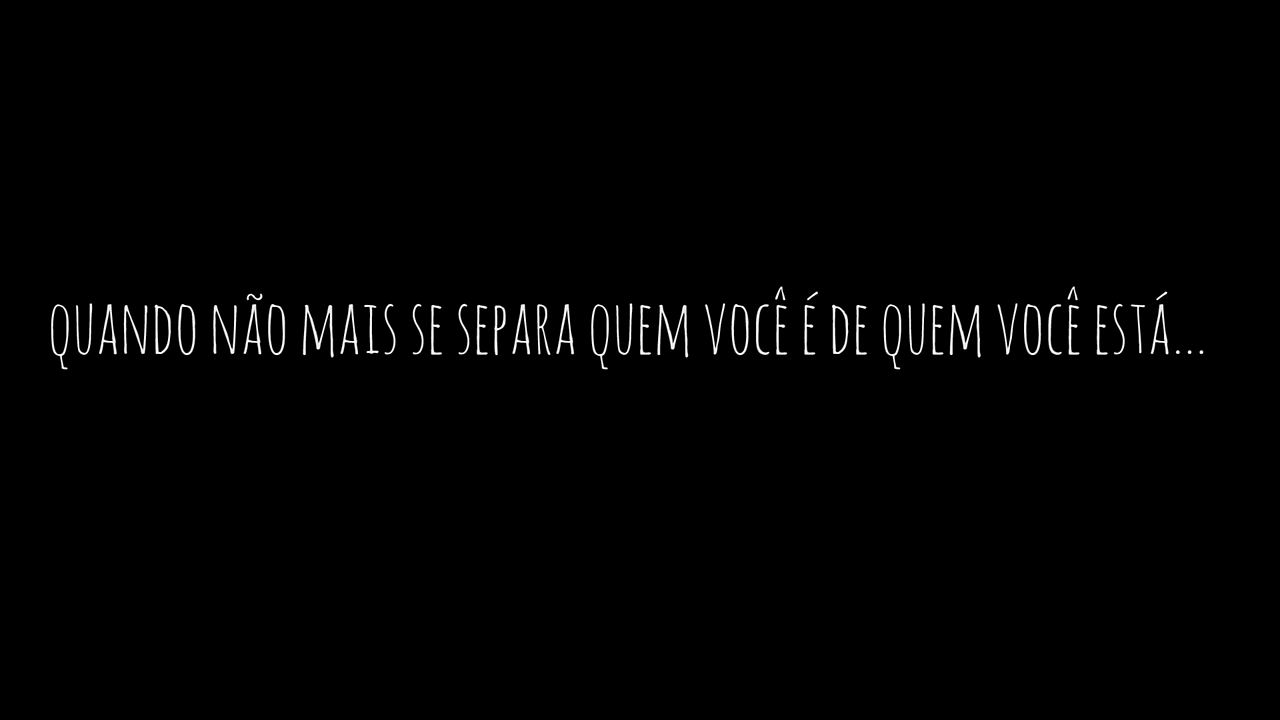 QUANDO NÃO MAIS SE SEPARA QUEM VOCÊ É DE QUEM VOCÊ ESTÁ...